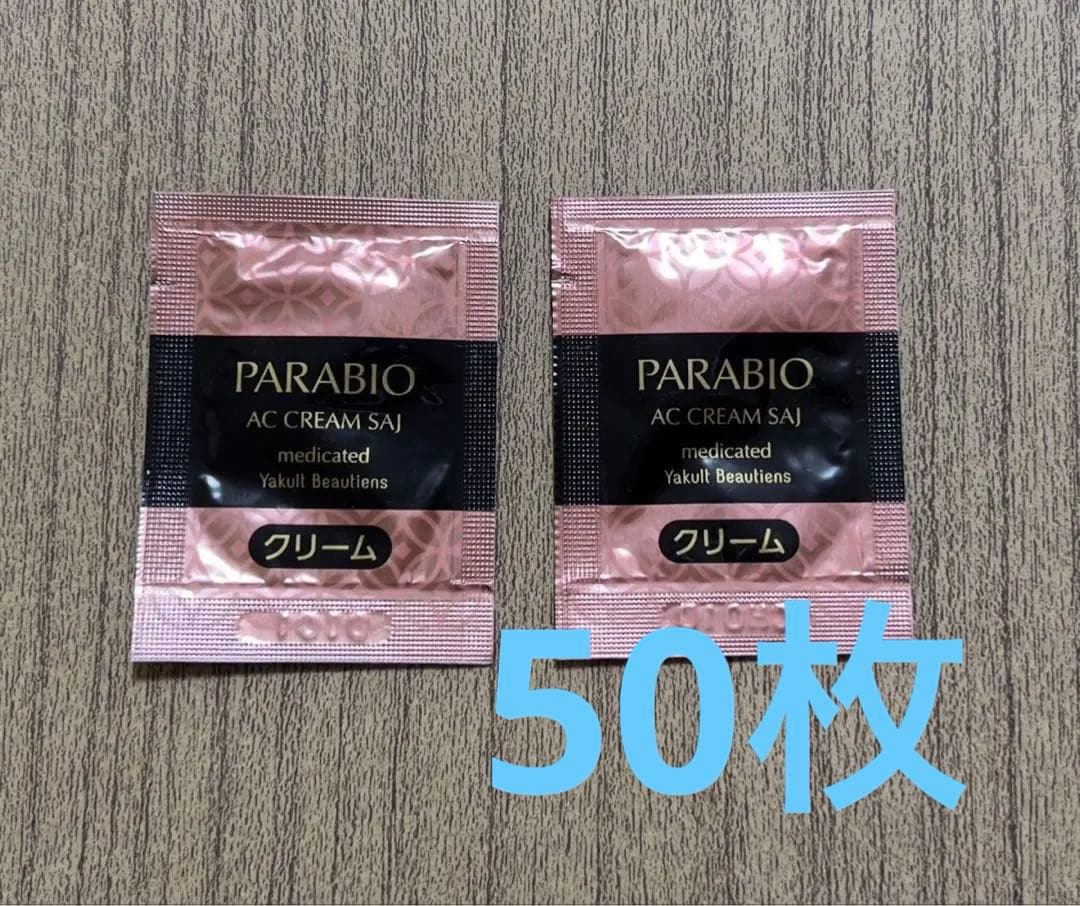 PARABIO
AC CREAM SAJ
medicated
Yakult Beautiens
クリーム
PARABIO
AC CREAM SAJ
medicated
Yakult Beautiens
クリーム
50枚